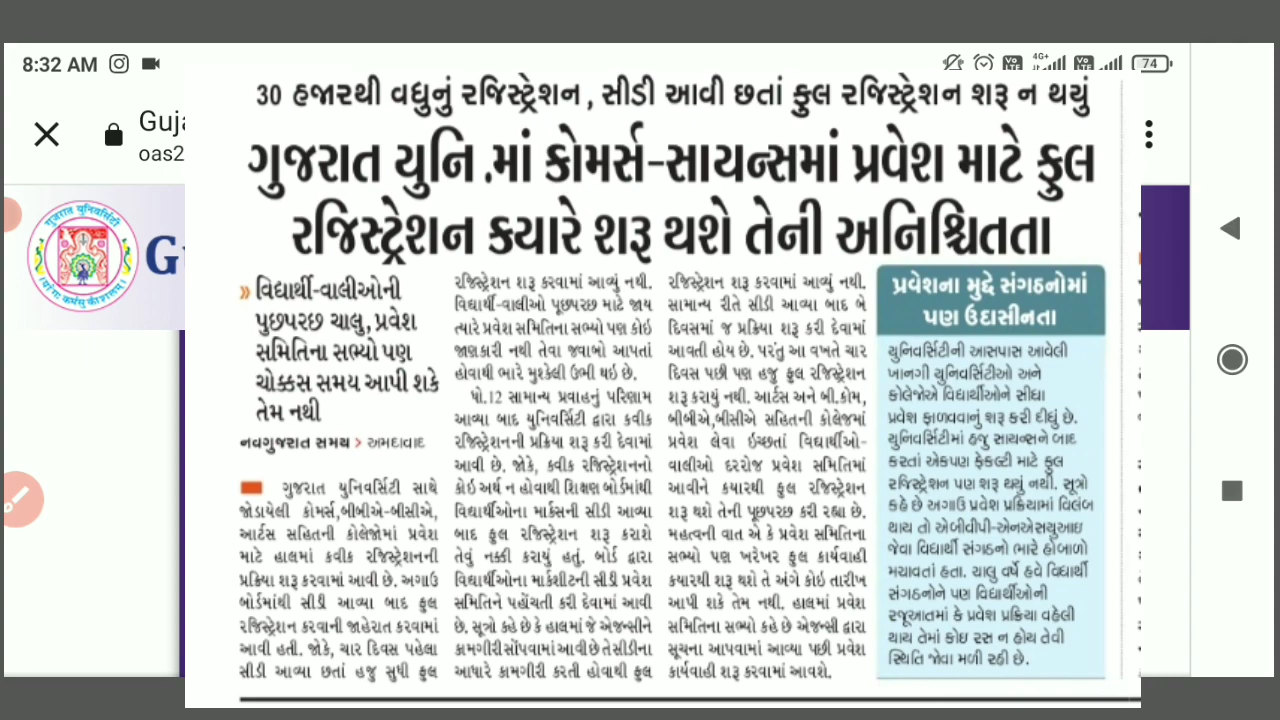 8:32 AM
4G+
VoLTE
VoLTE
74
Guja
oas2
ગુજરાત યુનિવર્સિટી
Gu
30 હજારથી વધુનું રજિસ્ટ્રેશન, સીડી આવી છતાં ફુલ રજિસ્ટ્રેશન શરૂ ન થયું
ગુજરાત યુનિ.માં કોમર્સ-સાયન્સમાં પ્રવેશ માટે ફુલ
રજિસ્ટ્રેશન કયારે શરૂ થશે તેની અનિશ્ચિતતા
» વિદ્યાર્થી-વાલીઓની
પુછપરછ ચાલુ, પ્રવેશ
સમિતિના સભ્યો પણ
ચોક્કસ સમય આપી શકે
તેમ નથી
નવગુજરાત સમય > અમદાવાદ
ગુજરાત યુનિવર્સિટી સાથે
જોડાયેલી કોમર્સ,બીબીએ-બીસીએ,
આર્ટસ સહિતની કોલેજોમાં પ્રવેશ
માટે હાલમાં કવીક રજિસ્ટ્રેશનની
પ્રક્રિયા શરૂ કરવામાં આવી છે. અગાઉ
બોર્ડમાંથી સીડી આવ્યા બાદ ફુલ
રજિસ્ટ્રેશન કરવાની જાહેરાત કરવામાં
આવી હતી. જોકે, ચાર દિવસ પહેલા
સીડી આવ્યા છતાં હજુ સુધી ફુલ
રજિસ્ટ્રેશન શરૂ કરવામાં આવ્યું નથી.
વિદ્યાર્થી-વાલીઓ પૂછપરછ માટે જાય
ત્યારે પ્રવેશ સમિતિના સભ્યો પણ કોઇ
જાણકારી નથી તેવા જવાબો આપતાં
હોવાથી ભારે મુશ્કેલી ઉભી થઇ છે.
ધો.12 સામાન્ય પ્રવાહનું પરિણામ
આવ્યા બાદ યુનિવર્સિટી દ્વારા કવીક
રજિસ્ટ્રેશનની પ્રક્રિયા શરૂ કરી દેવામાં
આવી છે. જોકે, કવીક રજિસ્ટ્રેશનનો
કોઇ અર્થ ન હોવાથી શિક્ષણ બોર્ડમાંથી
વિદ્યાર્થીઓના માર્કસની સીડી આવ્યા
બાદ ફુલ રજિસ્ટ્રેશન શરૂ કરાશે
તેવું નક્કી કરાયું હતું. બોર્ડ દ્વારા
વિદ્યાર્થીઓના માર્કશીટની સીડી પ્રવેશ
સમિતિને પહોંચતી કરી દેવામાં આવી
છે. સૂત્રો કહે છે કે હાલમાં જે એજન્સીને
કામગીરી સોંપવામાં આવી છે તે સીડીના
આધારે કામગીરી કરતી હોવાથી ફુલ
રજિસ્ટ્રેશન શરૂ કરવામાં આવ્યું નથી.
સામાન્ય રીતે સીડી આવ્યા બાદ બે
દિવસમાં જ પ્રક્રિયા શરૂ કરી દેવામાં
આવતી હોય છે. પરંતુ આ વખતે ચાર
દિવસ પછી પણ હજુ ફુલ રજિસ્ટ્રેશન
શરૂ કરાયું નથી. આર્ટસ અને બી.કોમ,
બીબીએ,બીસીએ સહિતની કોલેજમાં
પ્રવેશ લેવા ઇચ્છતાં વિદ્યાર્થીઓ-
વાલીઓ દરરોજ પ્રવેશ સમિતિમાં
આવીને કયારથી ફુલ રજિસ્ટ્રેશન
શરૂ થશે તેની પૂછપરછ કરી રહ્યા છે.
મહત્વની વાત એ કે પ્રવેશ સમિતિના
સભ્યો પણ ખરેખર ફુલ કાર્યવાહી
કયારથી શરૂ થશે તે અંગે કોઇ તારીખ
આપી શકે તેમ નથી. હાલમાં પ્રવેશ
સમિતિના સભ્યો કહે છે એજન્સી દ્વારા
સૂચના આપવામાં આવ્યા પછી પ્રવેશ
કાર્યવાહી શરૂ કરવામાં આવશે.
પ્રવેશના મુદ્દે સંગઠનોમાં
પણ ઉદાસીનતા
યુનિવર્સિટીની આસપાસ આવેલી
ખાનગી યુનિવર્સિટીઓ અને
કોલેજોએ વિદ્યાર્થીઓને સીધા
પ્રવેશ ફાળવવાનું શરૂ કરી દીધું છે.
યુનિવર્સિટીમાં હજુ સાયન્સને બાદ
કરતાં એકપણ ફેકલ્ટી માટે ફુલ
રજિસ્ટ્રેશન પણ શરૂ થયું નથી. સૂત્રો
કહે છે અગાઉ પ્રવેશ પ્રક્રિયામાં વિલંબ
થાય તો એબીવીપી-એનએસયુઆઇ
જેવા વિદ્યાર્થી સંગઠનો ભારે હોબાળો
મચાવતાં હતા. ચાલુ વર્ષે હવે વિદ્યાર્થી
સંગઠનોને પણ વિદ્યાર્થીઓની
રજૂઆતમાં કે પ્રવેશ પ્રક્રિયા વહેલી
થાય તેમાં કોઇ રસ ન હોય તેવી
સ્થિતિ જોવા મળી રહી છે.